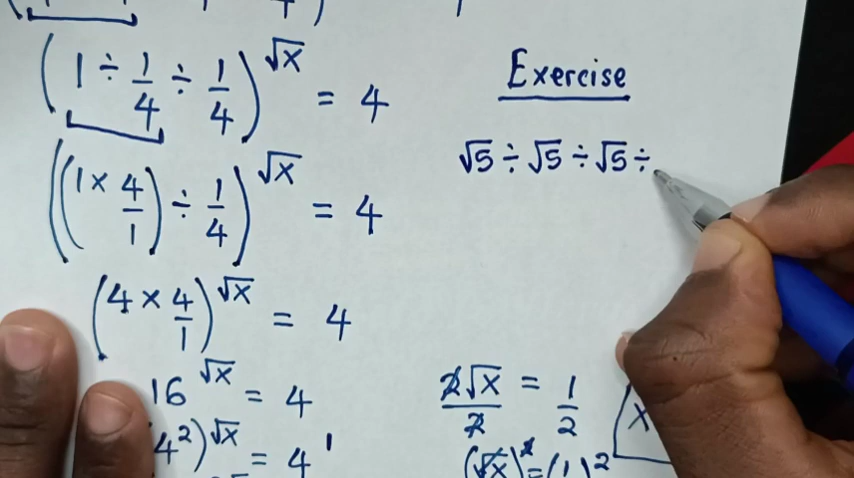 (1 ÷ 1/4 ÷ 1/4)^√x = 4
((1 × 4/1) ÷ 1/4)^√x = 4
(4 × 4/1)^√x = 4
16^√x = 4
4²)^√x = 4¹
Exercise
√5 ÷ √5 ÷ √5 ÷
2√x/2 = 1/2
(√x)² = (1)²
x